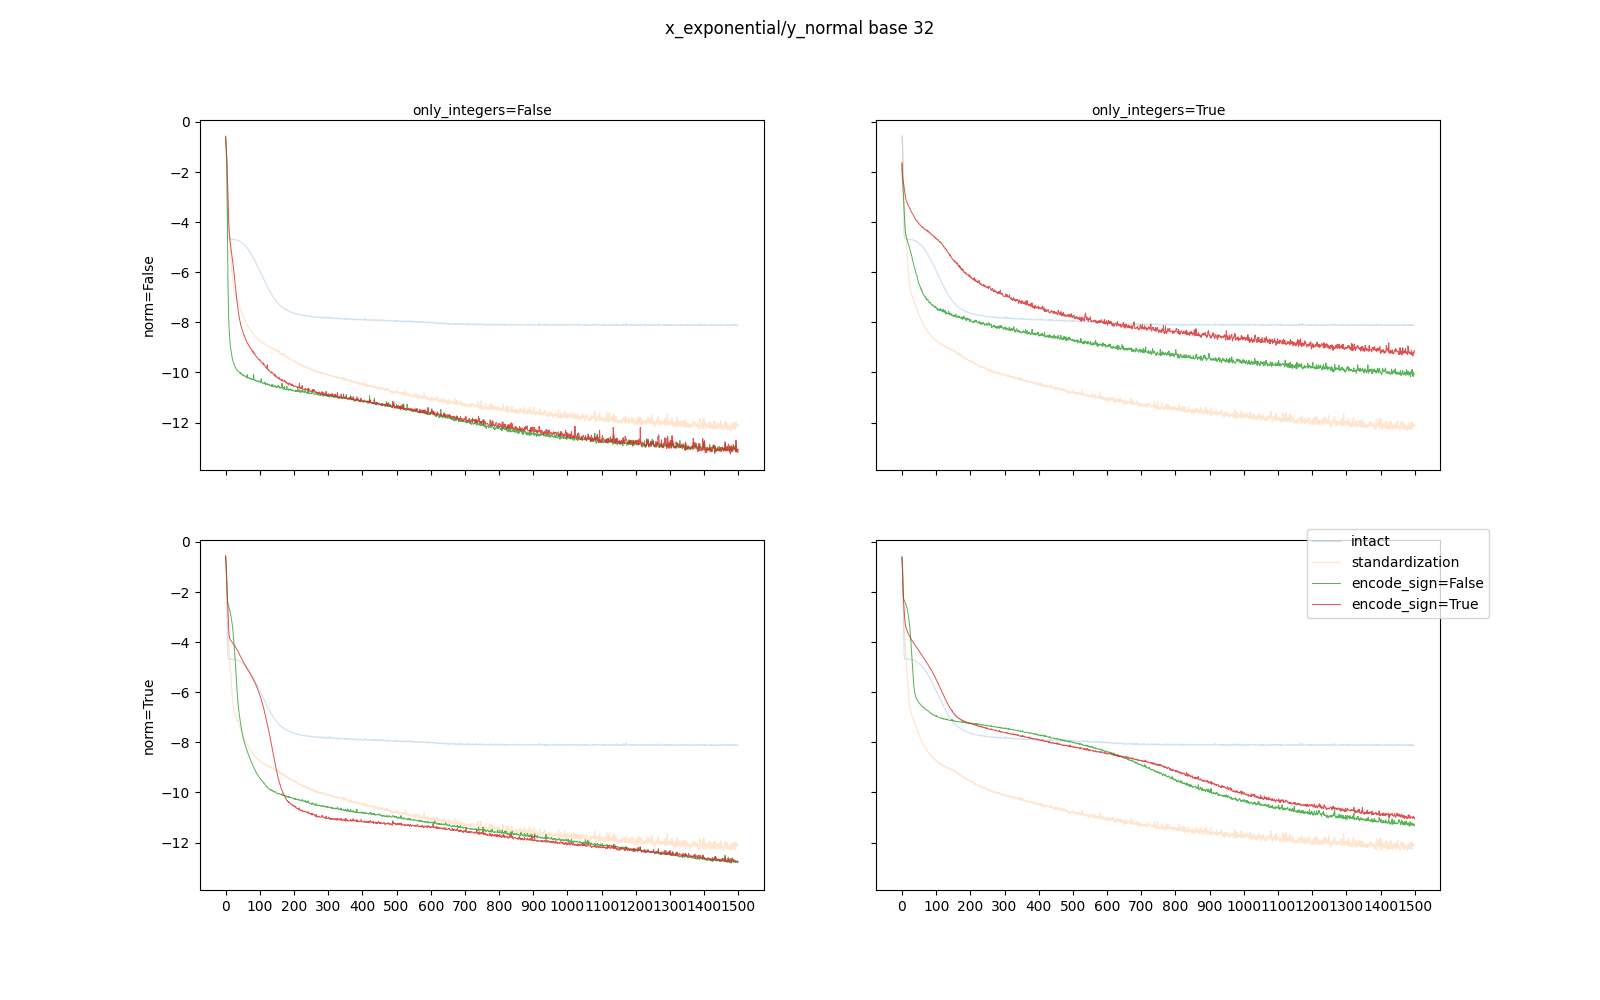 x_exponential/y_normal base 32
only_integers=False
only_integers=True
norm=False
0
−2
−4
−6
−8
−10
−12
norm=True
0
−2
−4
−6
−8
−10
−12
intact
standardization
encode_sign=False
encode_sign=True
0 100 200 300 400 500 600 700 800 900 1000 1100 1200 1300 1400 1500
0 100 200 300 400 500 600 700 800 900 1000 1100 1200 1300 1400 1500